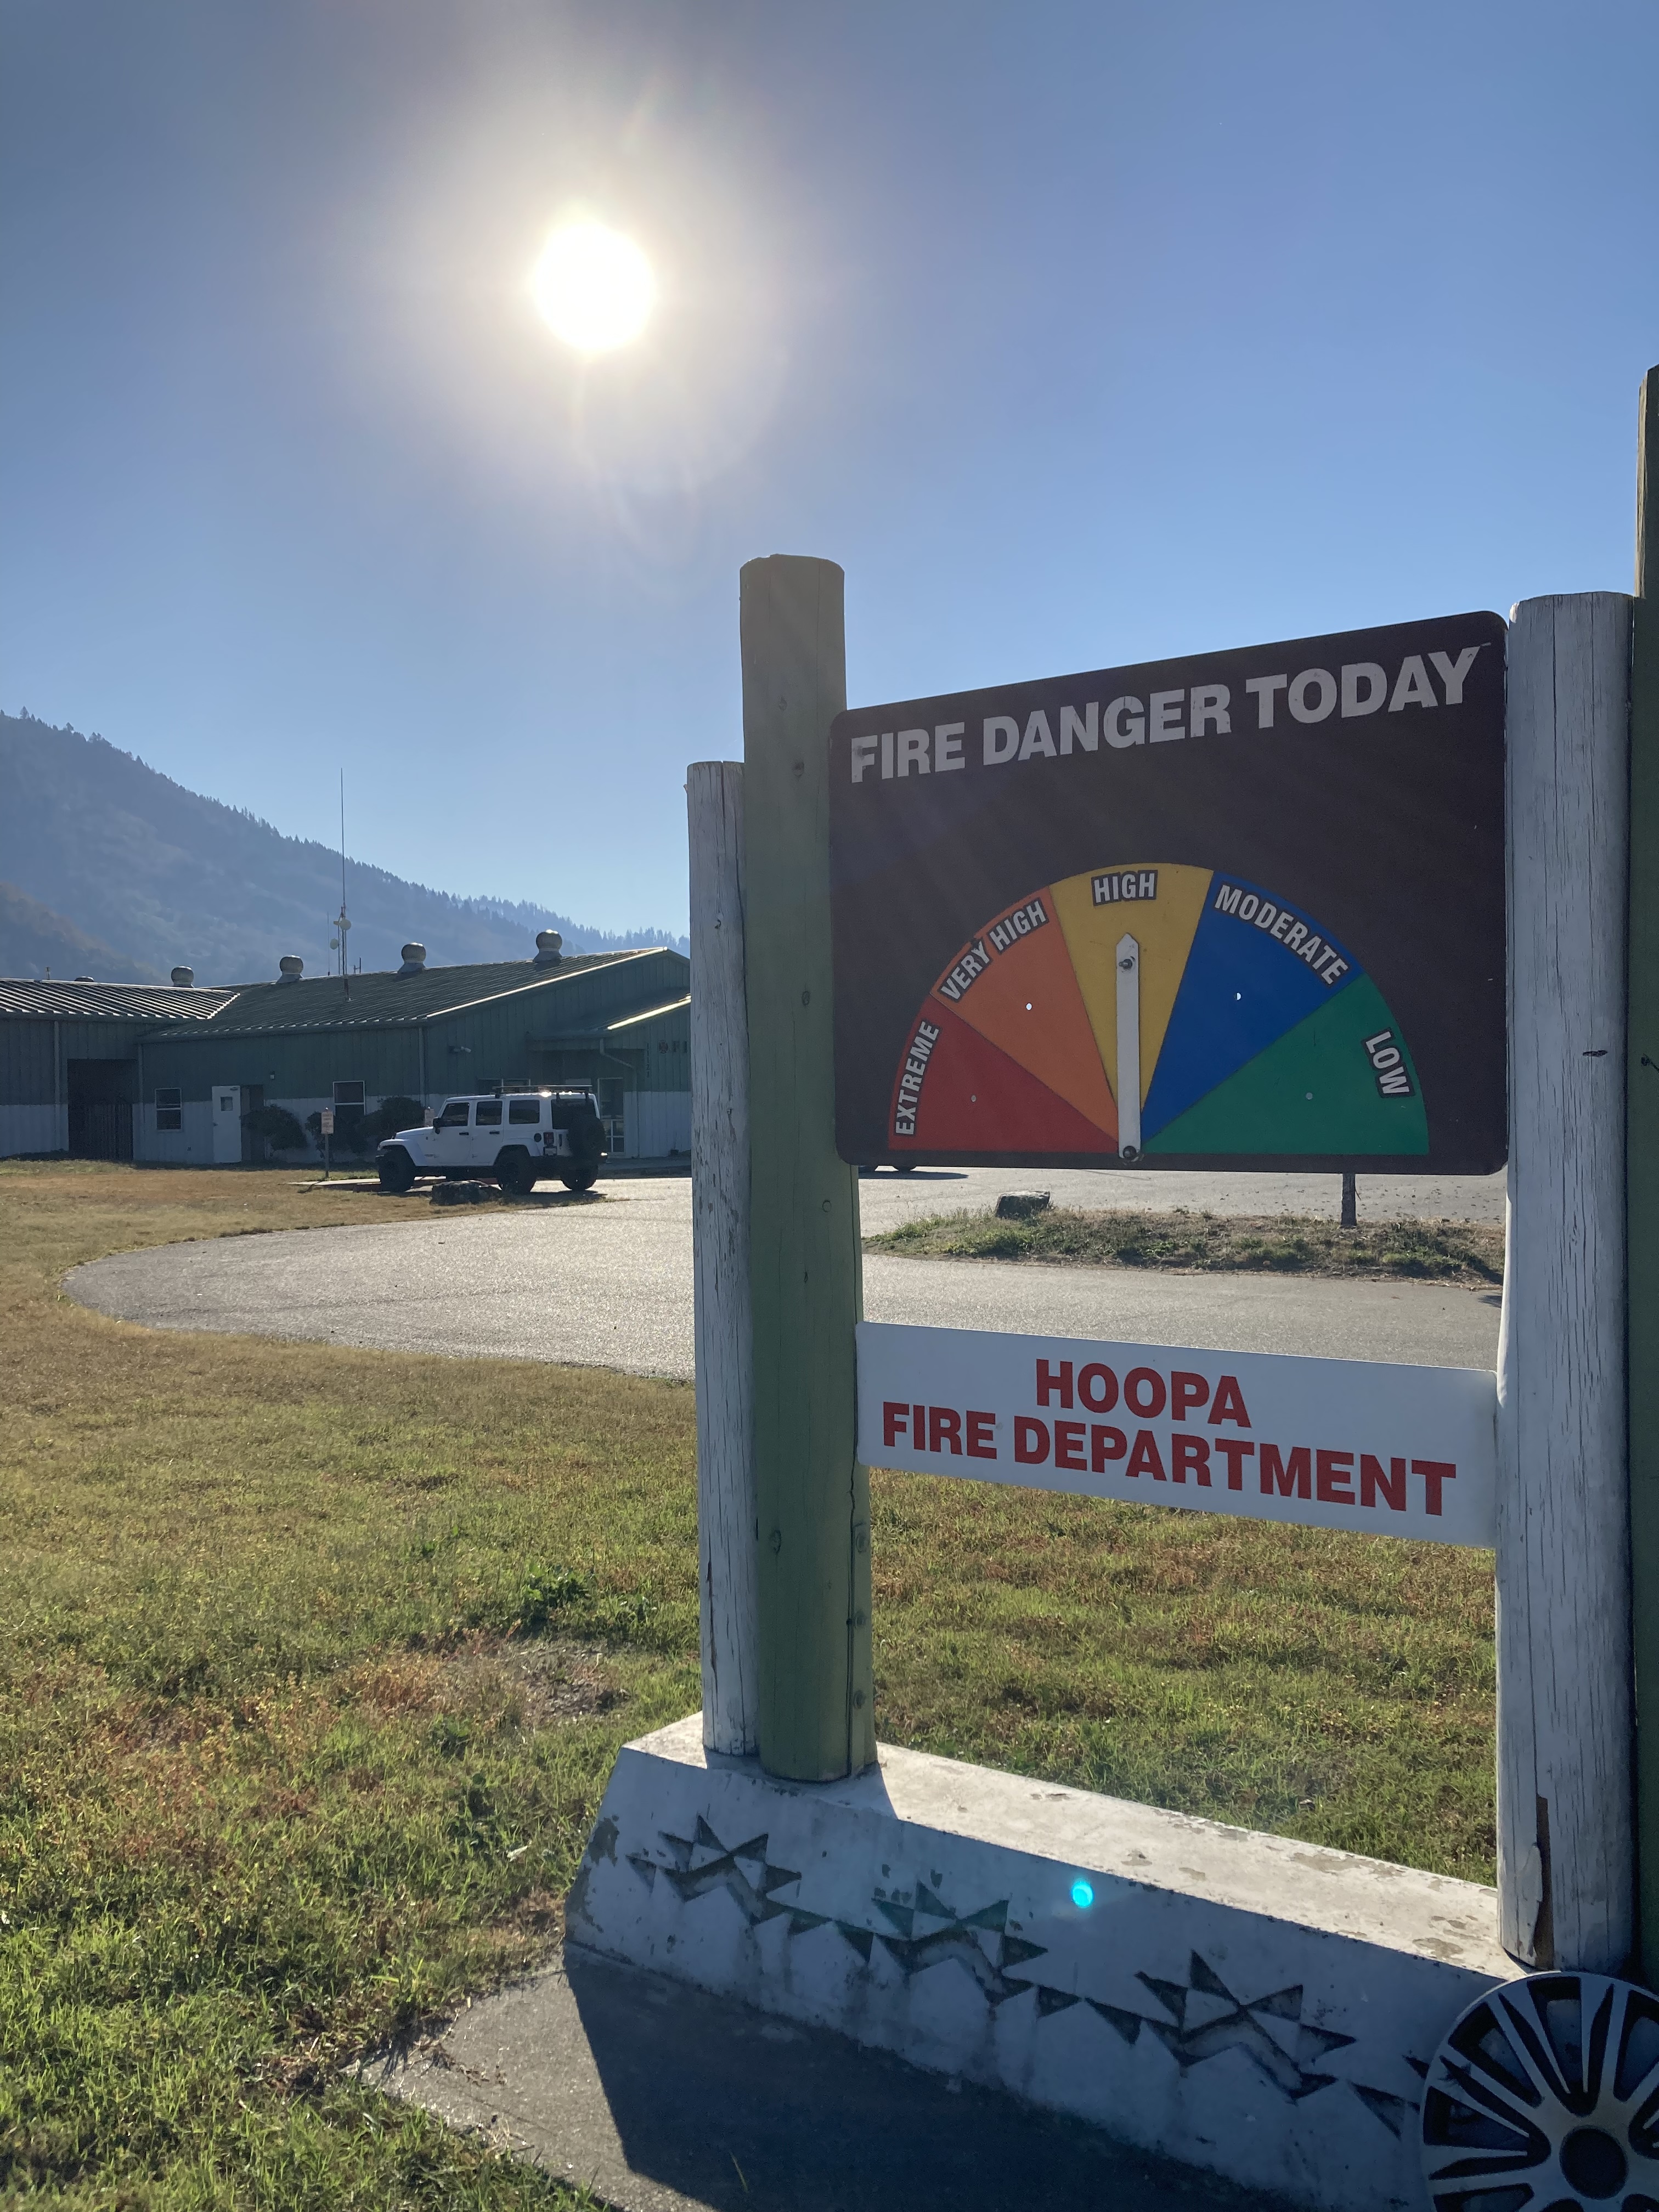 FIRE DANGER TODAY
EXTREME
VERY HIGH
HIGH
MODERATE
LOW
HOOPA
FIRE DEPARTMENT